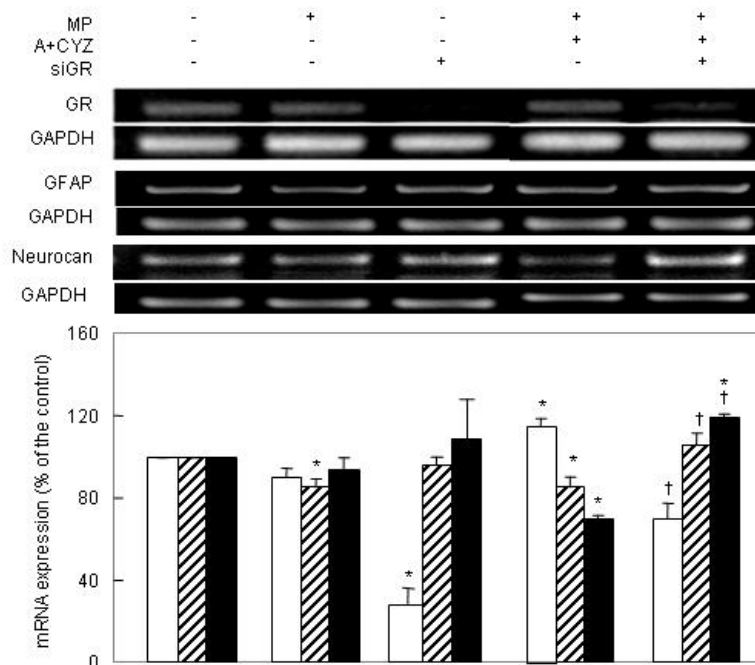 MP - + - + +
A+CYZ - - - + +
siGR - - + - +
GR
GAPDH
GFAP
GAPDH
Neurocan
GAPDH
mRNA expression (% of the control)
160
120
80
40
0
*
*
*
*
*
†
†
*
†